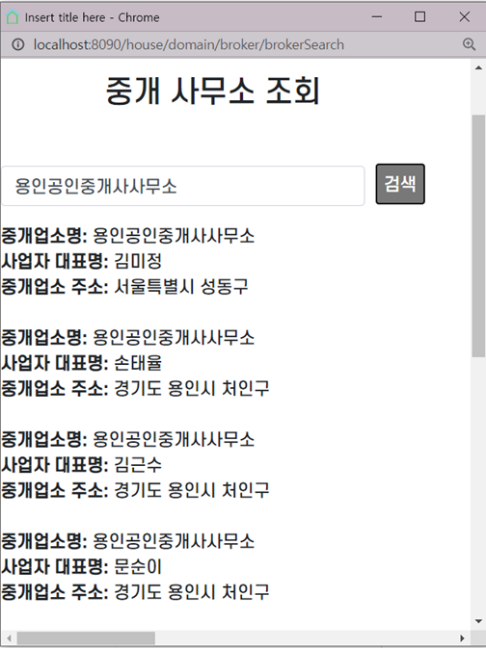 Insert title here - Chrome
localhost:8090/house/domain/broker/brokerSearch
중개 사무소 조회
용인공인중개사사무소
검색
중개업소명: 용인공인중개사사무소
사업자 대표명: 김미정
중개업소 주소: 서울특별시 성동구
중개업소명: 용인공인중개사사무소
사업자 대표명: 손태율
중개업소 주소: 경기도 용인시 처인구
중개업소명: 용인공인중개사사무소
사업자 대표명: 김근수
중개업소 주소: 경기도 용인시 처인구
중개업소명: 용인공인중개사사무소
사업자 대표명: 문순이
중개업소 주소: 경기도 용인시 처인구